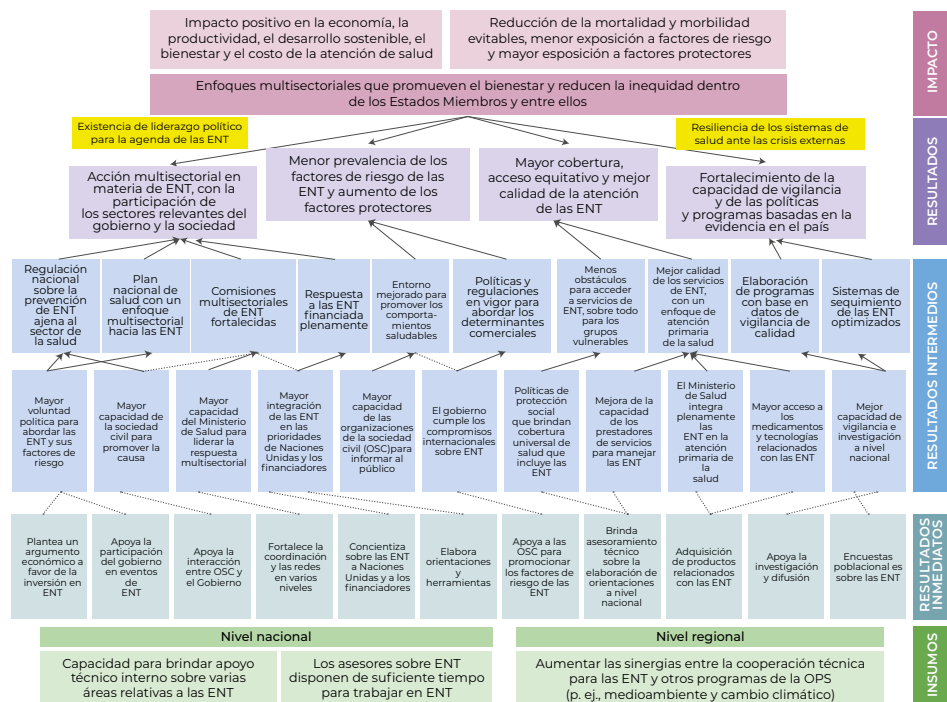 Impacto positivo en la economía, la
productividad, el desarrollo sostenible, el
bienestar y el costo de la atención de salud
Reducción de la mortalidad y morbilidad
evitables, menor exposición a factores de riesgo
y mayor esposición a factores protectores
IMPACTO
Enfoques multisectoriales que promueven el bienestar y reducen la inequidad dentro
de los Estados Miembros y entre ellos
Existencia de liderazgo político
para la agenda de las ENT
Resiliencia de los sistemas de
salud ante las crisis externas
RESULTADOS
Acción multisectorial en
materia de ENT, con la
participación de
los sectores relevantes del
gobierno y la sociedad
Menor prevalencia de los
factores de riesgo de las
ENT y aumento de los
factores protectores
Mayor cobertura,
acceso equitativo y mejor
calidad de la atención
de las ENT
Fortalecimiento de la
capacidad de vigilancia
y de las políticas
y programas basadas en la
evidencia en el país
RESULTADOS INTERMEDIOS
Regulación
nacional
sobre la
prevención
de ENT
ajena al
sector de
la salud
Plan
nacional de
salud con un
enfoque
multisectorial
hacia las ENT
Comisiones
multisectoriales
de ENT
fortalecidas
Respuesta
a las ENT
financiada
plenamente
Entorno
mejorado para
promover los
comporta-
mientos
saludables
Políticas y
regulaciones
en vigor para
abordar los
determinantes
comerciales
Menos
obstáculos
para acceder
a servicios de
ENT, sobre todo
para los
grupos
vulnerables
Mejor calidad
de los servicios
de ENT,
con un
enfoque de
atención
primaria
de la salud
Elaboración
de programas
con base en
datos de
vigilancia de
calidad
Sistemas de
sequimiento
de las ENT
optimizados
Mayor
voluntad
politica para
abordar las
ENT y sus
factores de
riesgo
Mayor
capacidad de
la sociedad
civil para
promover la
causa
Mayor
capacidad
del Ministerio
de Salud para
liderar la
respuesta
multisectorial
Mayor
integración
de las ENT
en las
prioridades
de Naciones
Unidas y los
financiadores
Mayor
capacidad
de las
organizaciones
de la sociedad
civil (OSC)para
informar al
público
El gobierno
cumple los
compromisos
internacionales
sobre ENT
Políticas de
protección
social
que brindan
cobertura
universal de
salud que
incluye las
ENT
Mejora de la
capacidad
de los
prestadores
de servicios
para manejar
las ENT
El Ministerio
de Salud
integra
plenamente
las
ENT en la
atención
primaria de
la
salud
Mayor acceso a
los
medicamentos
y tecnologías
relacionados
con las ENT
Mejor
capacidad de
vigilancia e
investigación
a nivel
nacional
RESULTADOS
INMEDIATOS
Plantea un
argumento
económico a
favor de la
inversión en
ENT
Apoya la
participación
del gobierno
en eventos
de
ENT
Apoya la
interacción
entre OSC y
el Gobierno
Fortalece la
coordinación
y las redes
en varios
niveles
Concientiza
sobre las ENT
a Naciones
Unidas y a los
financiadores
Elabora
orientaciones
y
herramientas
Apoya a las
OSC para
promocionar
los factores de
riesgo de las
ENT
Brinda
asesoramiento
técnico
sobre la
elaboración de
orientaciones
a nivel
nacional
Adquisición
de productos
relacionados
con las ENT
Apoya la
investigación
y difusión
Encuestas
poblacional es
sobre las ENT
INSUMOS
Nivel nacional
Capacidad para brindar apoyo
técnico interno sobre varias
áreas relativas a las ENT
Los asesores sobre ENT
disponen de suficiente tiempo
para trabajar en ENT
Nivel regional
Aumentar las sinergias entre la cooperación técnica
para las ENT y otros programas de la OPS
(p. ej., medioambiente y cambio climático)